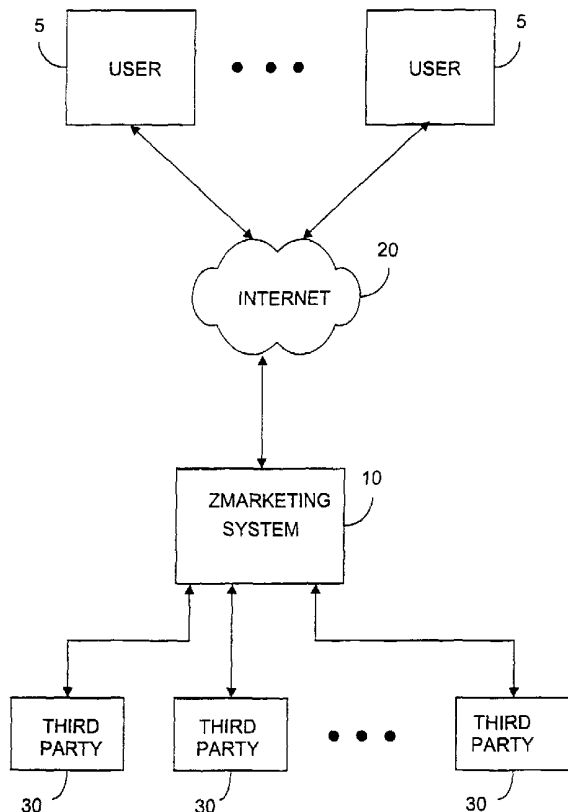 5
5
USER
USER
20
INTERNET
10
ZMARKETING
SYSTEM
THIRD
PARTY
THIRD
PARTY
THIRD
PARTY
30
30
30